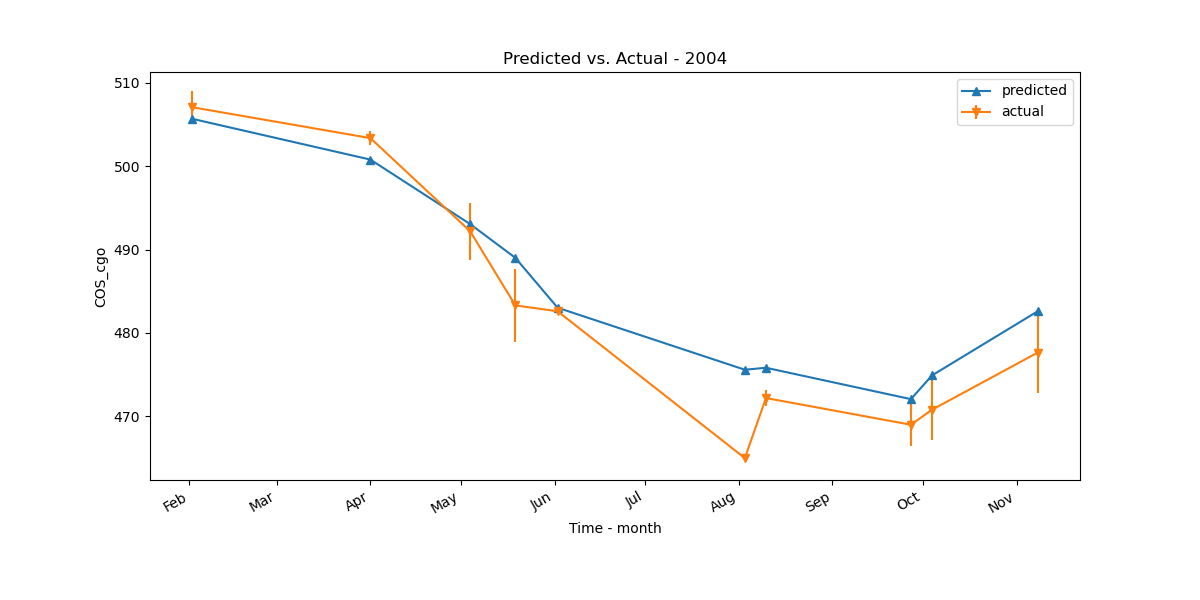 Predicted vs. Actual - 2004
predicted
actual
COS_cgo
510
500
490
480
470
Feb
Mar
Apr
May
Jun
Jul
Aug
Sep
Oct
Nov
Time - month